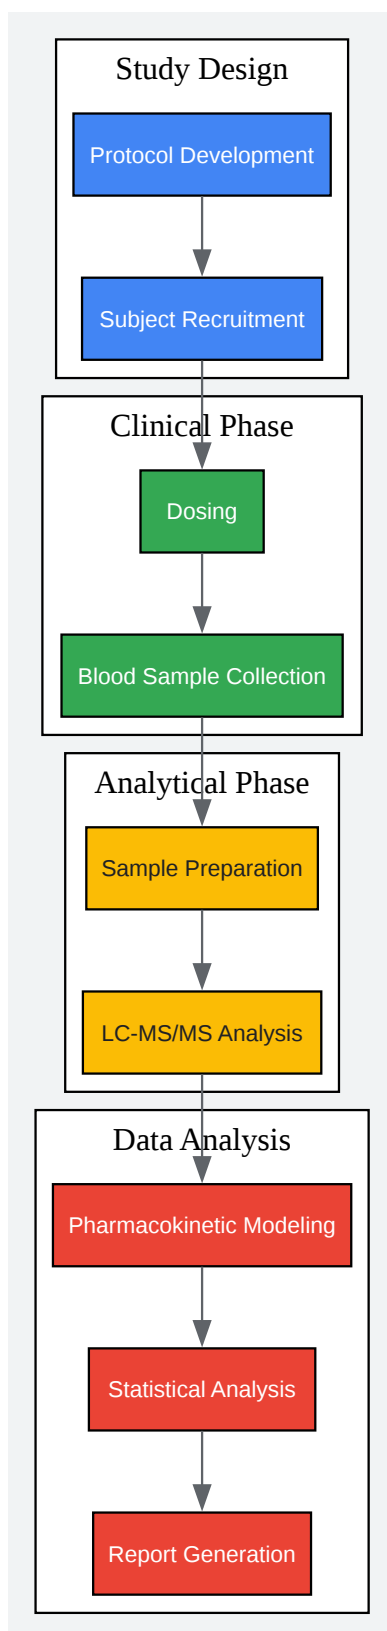 Study Design
Protocol Development
Subject Recruitment
Clinical Phase
Dosing
Blood Sample Collection
Analytical Phase
Sample Preparation
LC-MS/MS Analysis
Data Analysis
Pharmacokinetic Modeling
Statistical Analysis
Report Generation